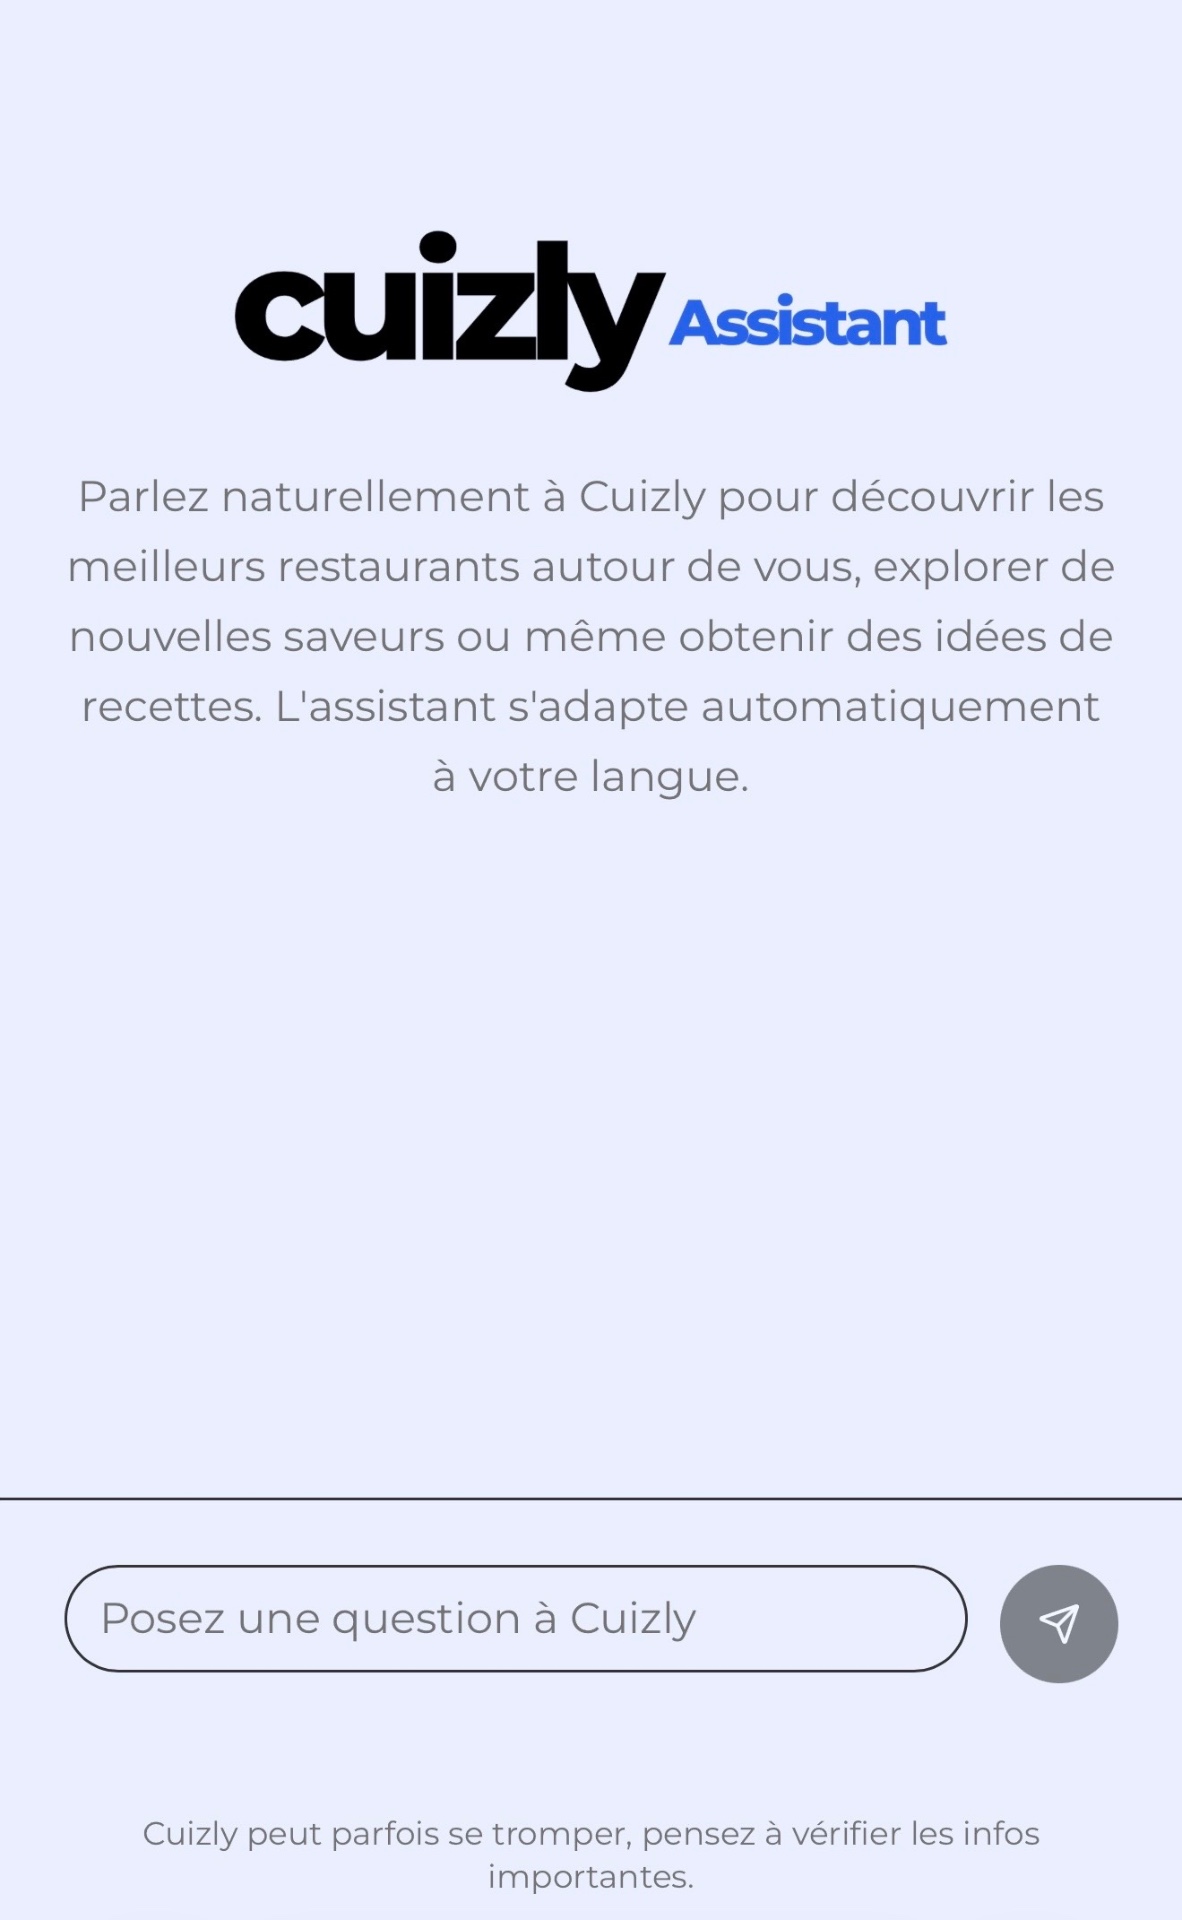 cuizly Assistant
Parlez naturellement à Cuizly pour découvrir les
meilleurs restaurants autour de vous, explorer de
nouvelles saveurs ou même obtenir des idées de
recettes. L'assistant s'adapte automatiquement
à votre langue.
Posez une question à Cuizly
Cuizly peut parfois se tromper, pensez à vérifier les infos
importantes.